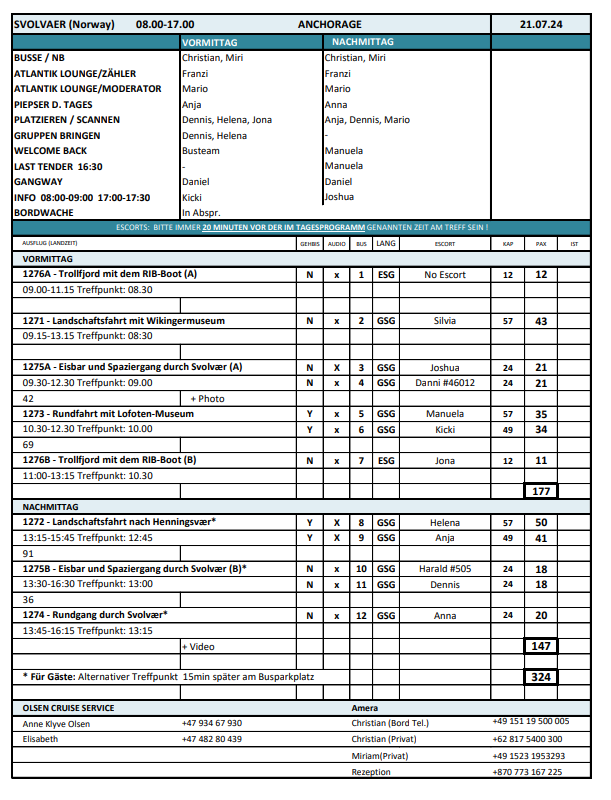 SVOLVAER (Norway) 08.00-17.00 ANCHORAGE 21.07.24
VORMITTAG NACHMITTAG
BUSSE / NB Christian, Miri Christian, Miri
ATLANTIK LOUNGE/ZÄHLER Franzi Franzi
ATLANTIK LOUNGE/MODERATOR Mario Mario
PIEPSER D. TAGES Anja Anna
PLATZIEREN / SCANNEN Dennis, Helena, Jona Anja, Dennis, Mario
GRUPPEN BRINGEN Dennis, Helena -
WELCOME BACK Busteam Manuela
LAST TENDER 16:30 - Manuela
GANGWAY Daniel Daniel
INFO 08:00-09:00 17:00-17:30 Kicki Joshua
BORDWACHE In Abspr.
ESCORTS: BITTE IMMER 20 MINUTEN VOR DER IM TAGESPROGRAMM GENANNTEN ZEIT AM TREFF SEIN !
AUSFLUG (LANDZEIT) GEHBIS AUDIO BUS LANG ESCORT KAP PAX IST
VORMITTAG
1276A - Trollfjord mit dem RIB-Boot (A) N x 1 ESG No Escort 12 12
09.00-11.15 Treffpunkt: 08.30
1271 - Landschaftsfahrt mit Wikingermuseum N x 2 GSG Silvia 57 43
09.15-13.15 Treffpunkt: 08:30
1275A - Eisbar und Spaziergang durch Svolvær (A) N X 3 GSG Joshua 24 21
09.30-12.30 Treffpunkt: 09.00 N x 4 GSG Danni #46012 24 21
42 + Photo
1273 - Rundfahrt mit Lofoten-Museum Y x 5 GSG Manuela 57 35
10.30-12.30 Treffpunkt: 10.00 Y x 6 GSG Kicki 49 34
69
1276B - Trollfjord mit dem RIB-Boot (B) N x 7 ESG Jona 12 11
11:00-13:15 Treffpunkt: 10.30
177
NACHMITTAG
1272 - Landschaftsfahrt nach Henningsvær* Y X 8 GSG Helena 57 50
13:15-15:45 Treffpunkt: 12:45 Y X 9 GSG Anja 49 41
91
1275B - Eisbar und Spaziergang durch Svolvær (B)* N x 10 GSG Harald #505 24 18
13:30-16:30 Treffpunkt: 13:00 N x 11 GSG Dennis 24 18
36
1274 - Rundgang durch Svolvær* N x 12 GSG Anna 24 20
13:45-16:15 Treffpunkt: 13:15
+ Video 147
* Für Gäste: Alternativer Treffpunkt 15min später am Busparkplatz 324
OLSEN CRUISE SERVICE Amera
Anne Klyve Olsen +47 934 67 930 Christian (Bord Tel.) +49 151 19 500 005
Elisabeth +47 482 80 439 Christian (Privat) +62 817 5400 300
Miriam(Privat) +49 1523 1953293
Rezeption +870 773 167 225